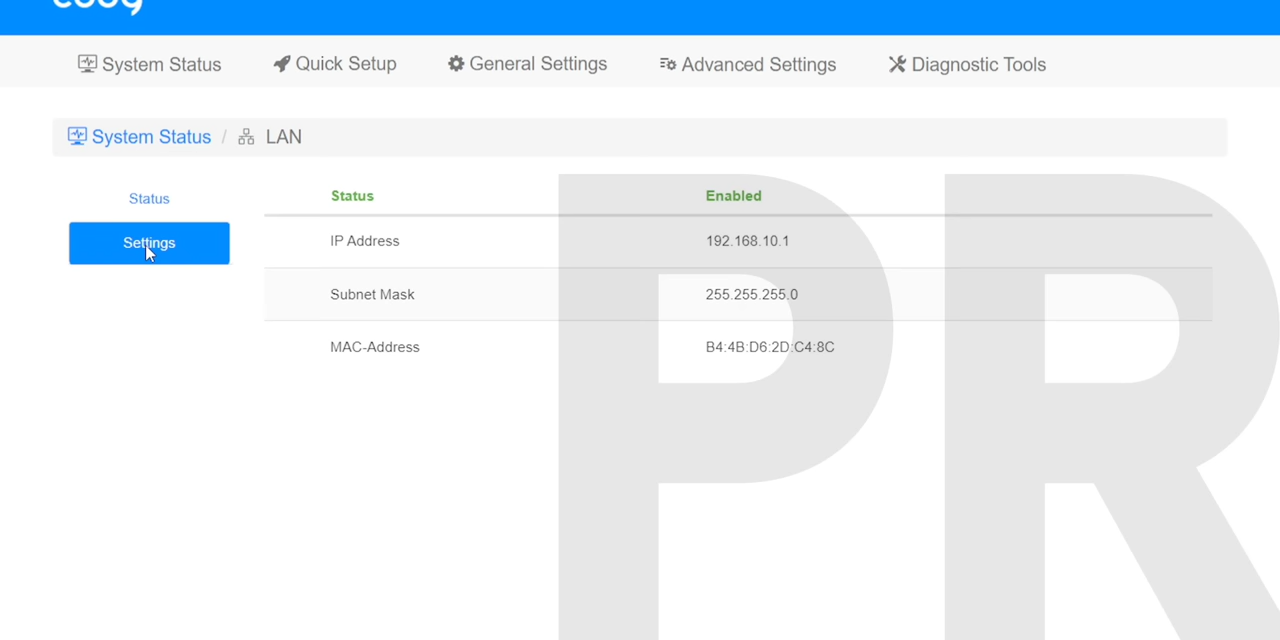 System Status Quick Setup General Settings Advanced Settings Diagnostic Tools
System Status / LAN
Status
Settings
Status Enabled
IP Address 192.168.10.1
Subnet Mask 255.255.255.0
MAC-Address B4:4B:D6:2D:C4:8C
PR